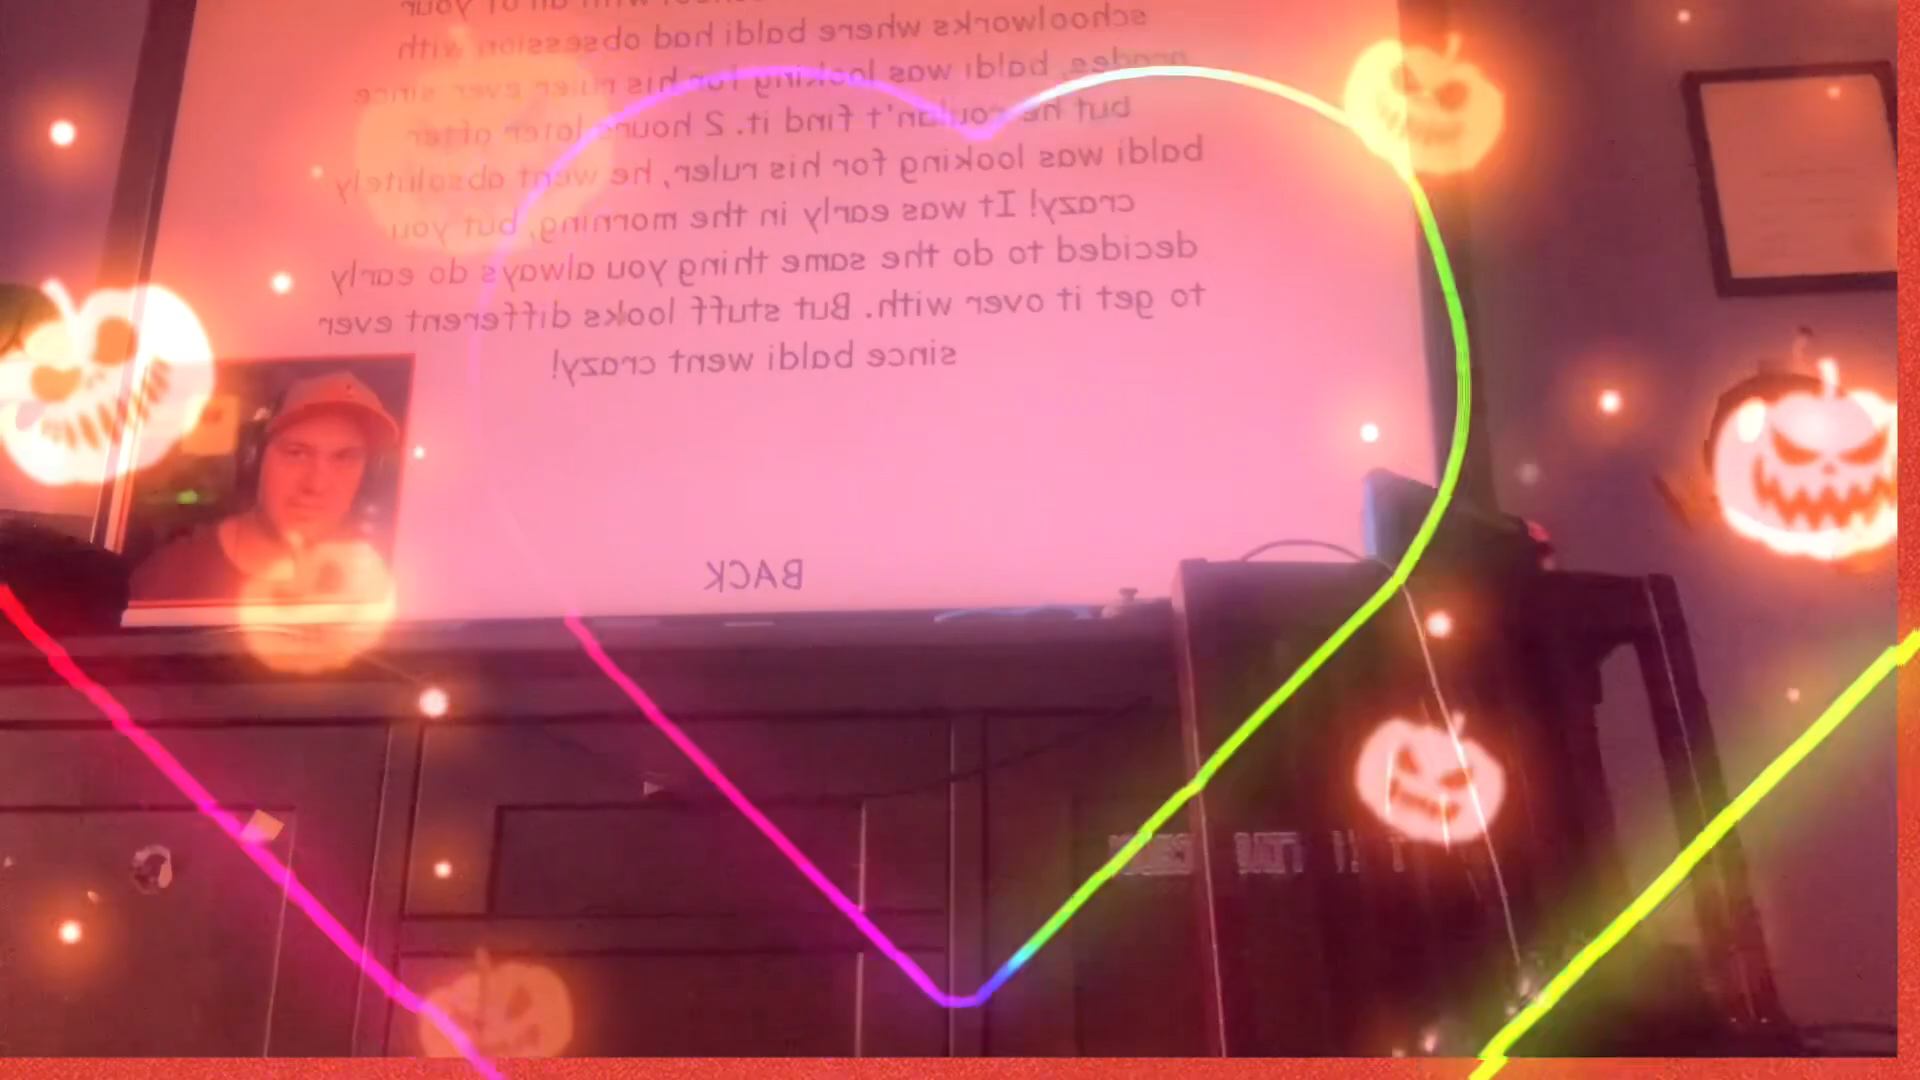 your
schoolworks where baldi had obsession with
grades, baldi was looking for his ruler ever since
but he couldn't find it. 2 hours later after
baldi was looking for his ruler, he went absolutely
crazy! It was early in the morning, but you
decided to do the same thing you always do early
to get it over with. But stuff looks different ever
since baldi went crazy!
BACK